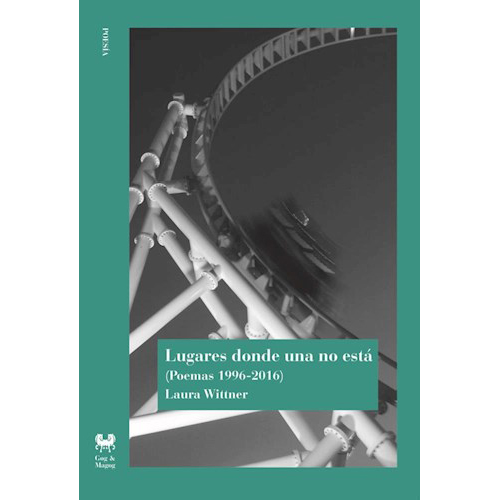 POESÍA
Lugares donde una no está
(Poemas 1996-2016)
Laura Wittner
Gog &
Magog